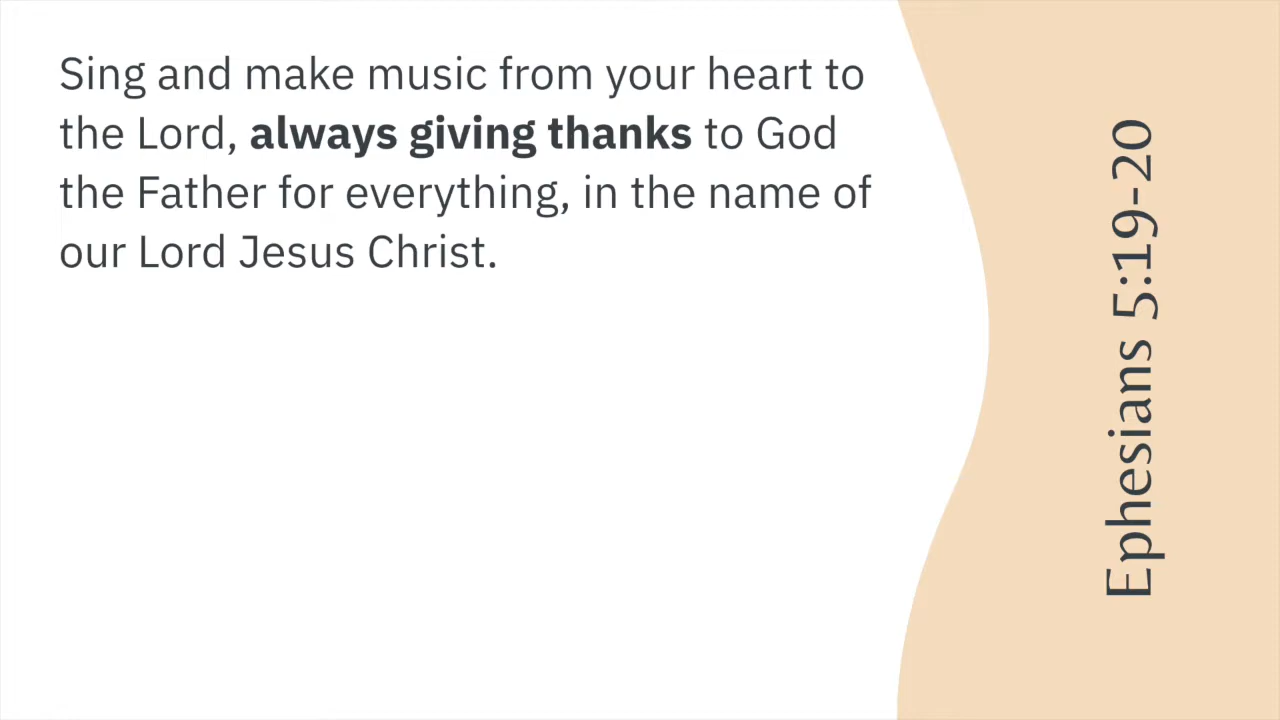 Sing and make music from your heart to
the Lord, always giving thanks to God
the Father for everything, in the name of
our Lord Jesus Christ.
Ephesians 5:19-20